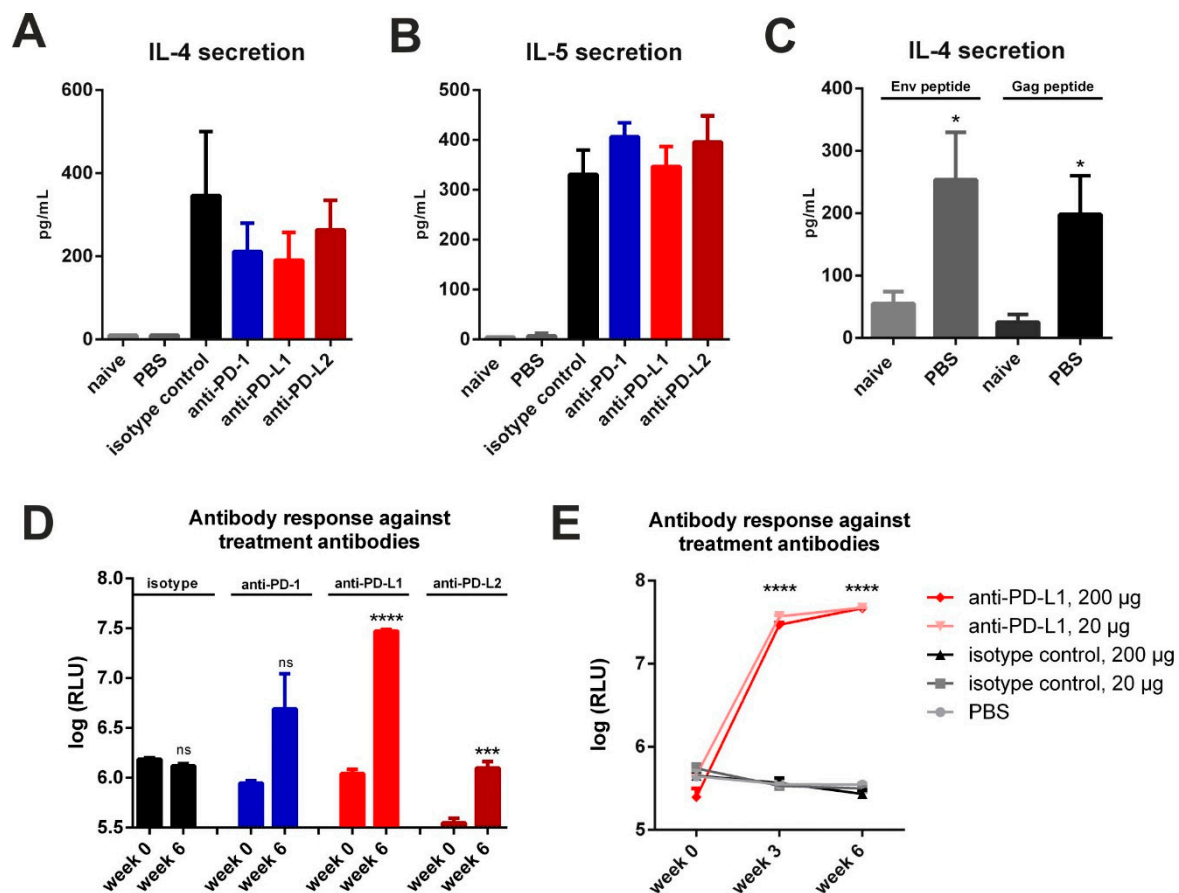 A
IL-4 secretion
600
400
200
0
pg/mL
naive
PBS
isotype control
anti-PD-1
anti-PD-L1
anti-PD-L2
B
IL-5 secretion
500
400
300
200
100
0
pg/mL
naive
PBS
isotype control
anti-PD-1
anti-PD-L1
anti-PD-L2
C
IL-4 secretion
Env peptide
Gag peptide
400
300
200
100
0
pg/mL
*
*
naive
PBS
naive
PBS
D
Antibody response against
treatment antibodies
isotype
anti-PD-1
anti-PD-L1
anti-PD-L2
8.0
7.5
7.0
6.5
6.0
5.5
log (RLU)
ns
ns
****
***
week 0
week 6
week 0
week 6
week 0
week 6
week 0
week 6
E
Antibody response against
treatment antibodies
8
7
6
5
log (RLU)
****
****
week 0
week 3
week 6
anti-PD-L1, 200 µg
anti-PD-L1, 20 µg
isotype control, 200 µg
isotype control, 20 µg
PBS